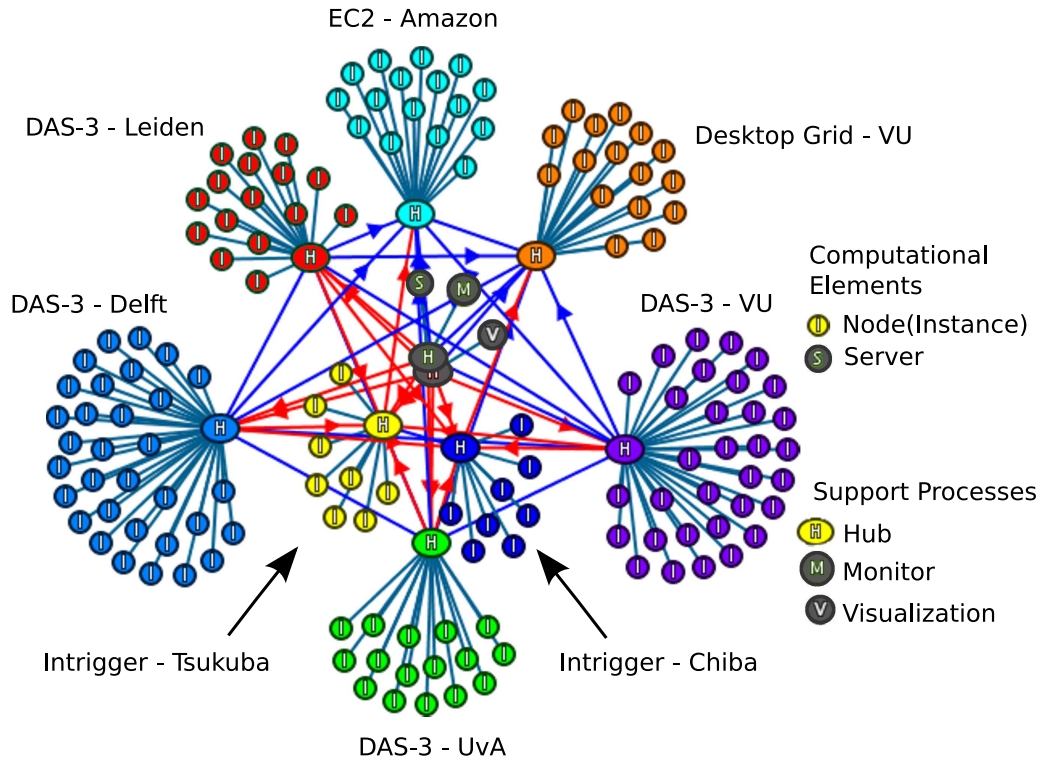 EC2 - Amazon
DAS-3 - Leiden
Desktop Grid - VU
H
H
H
S
M
V
H
H
Computational
Elements
Node(Instance)
S Server
DAS-3 - Delft
DAS-3 - VU
H
H
H
H
H
Support Processes
H Hub
M Monitor
V Visualization
Intrigger - Tsukuba
Intrigger - Chiba
DAS-3 - UvA